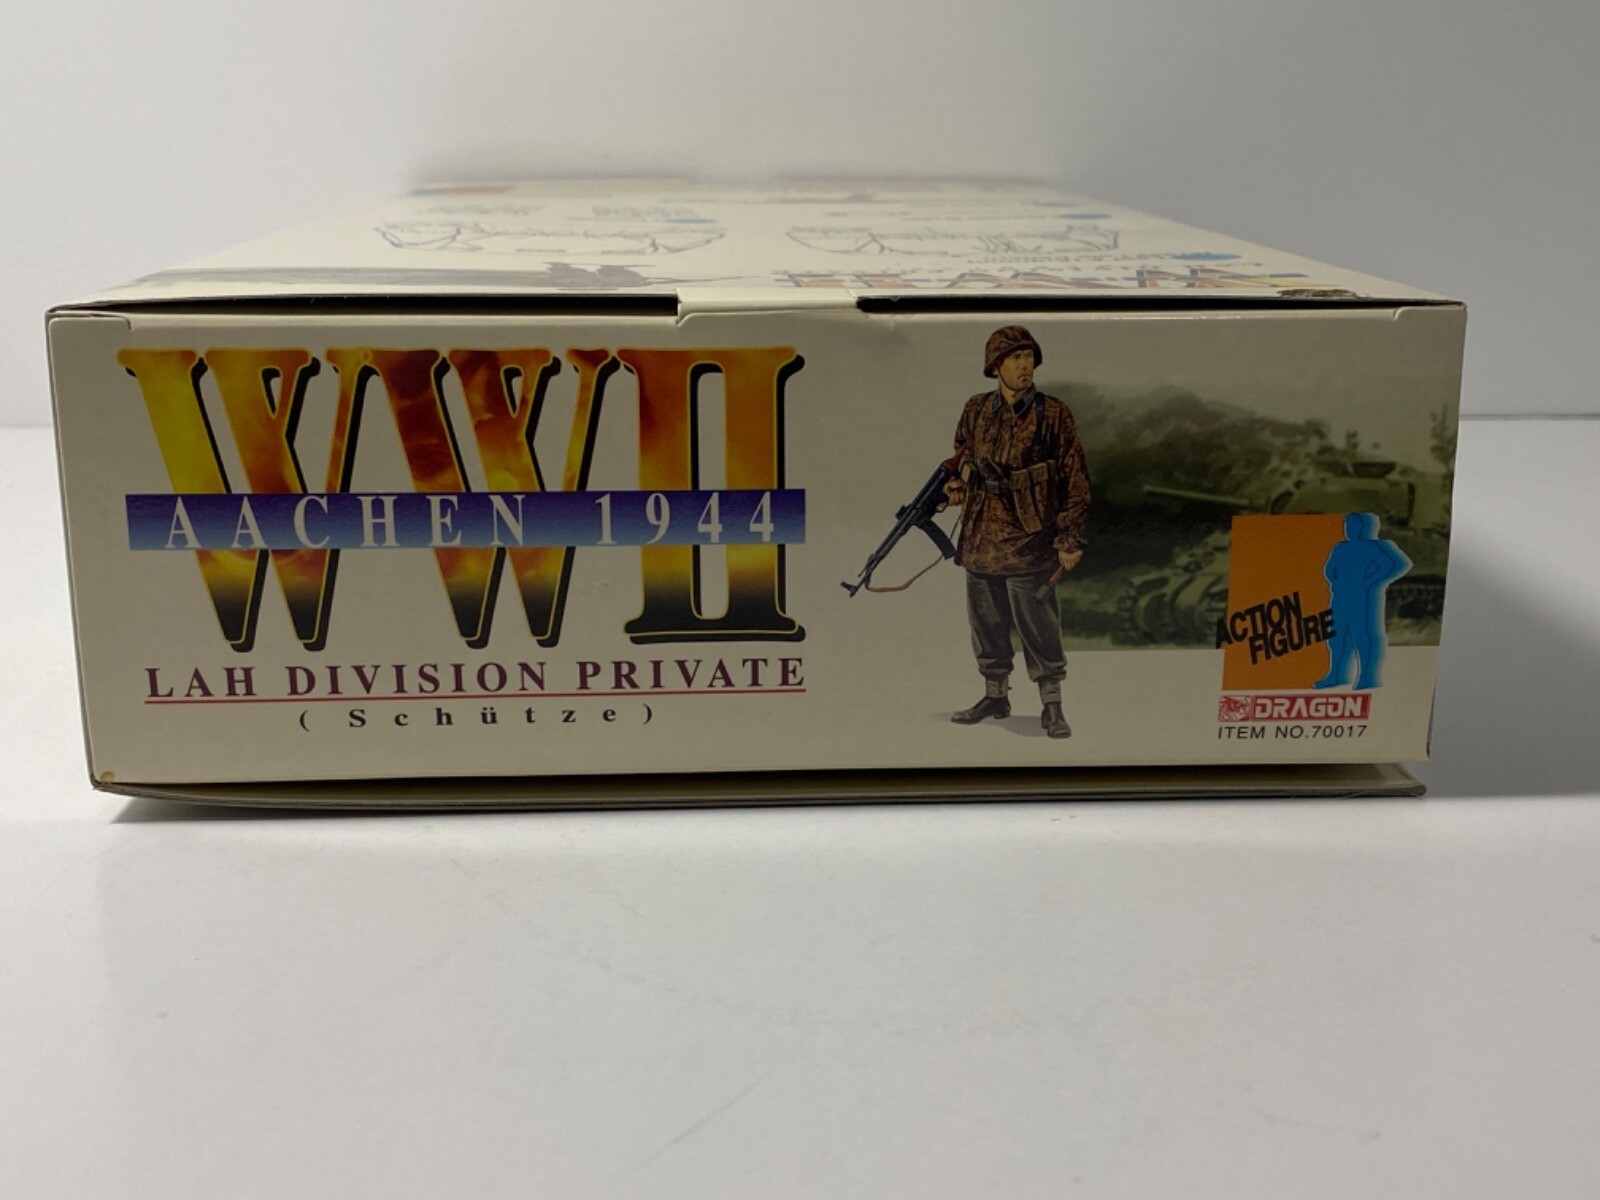 WWII
AACHEN 1944
LAH DIVISION PRIVATE
(Schütze)
ACTION
FIGURE
DRAGON
ITEM NO.70017